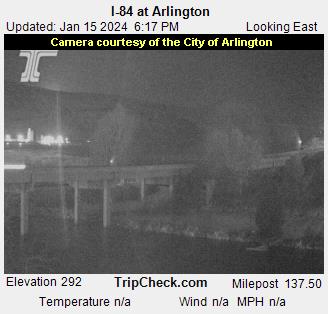 I-84 at Arlington
Updated: Jan 15 2024 6:17 PM Looking East
Camera courtesy of the City of Arlington
Elevation 292 TripCheck.com Milepost 137.50
Temperature n/a Wind n/a MPH n/a